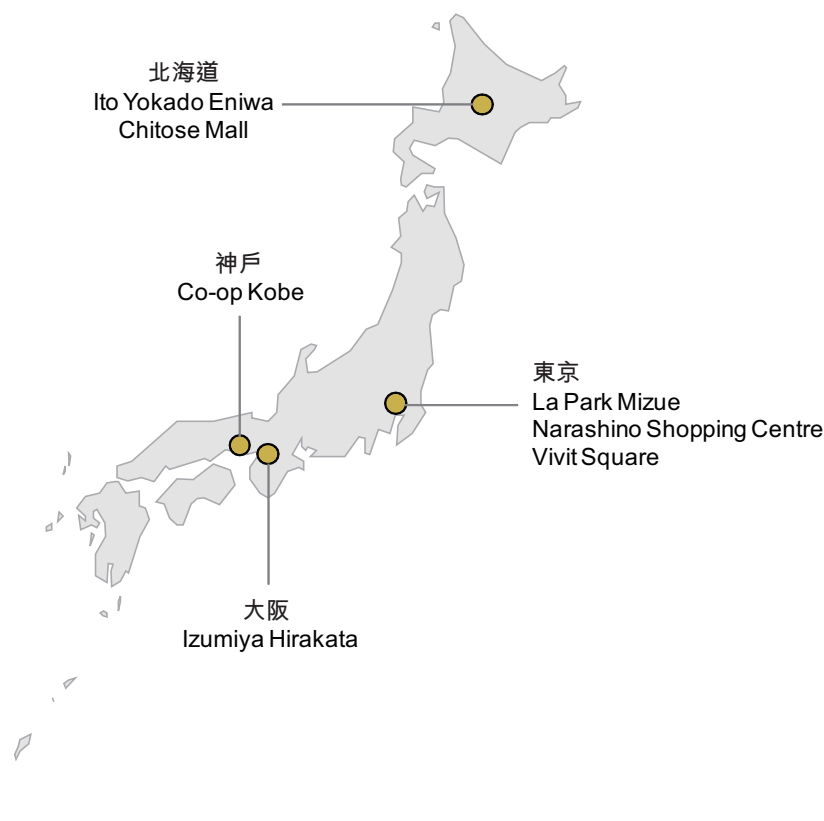 北海道
Ito Yokado Eniwa
Chitose Mall
神戶
Co-op Kobe
東京
La Park Mizue
Narashino Shopping Centre
Vivit Square
大阪
Izumiya Hirakata